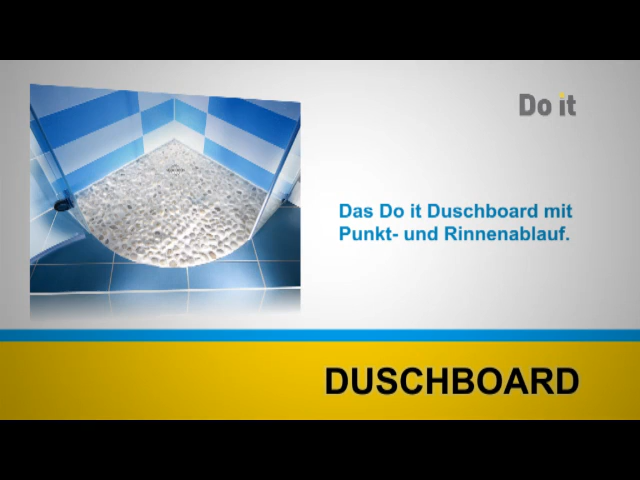 Do it
Das Do it Duschboard mit
Punkt- und Rinnenablauf.
DUSCHBOARD